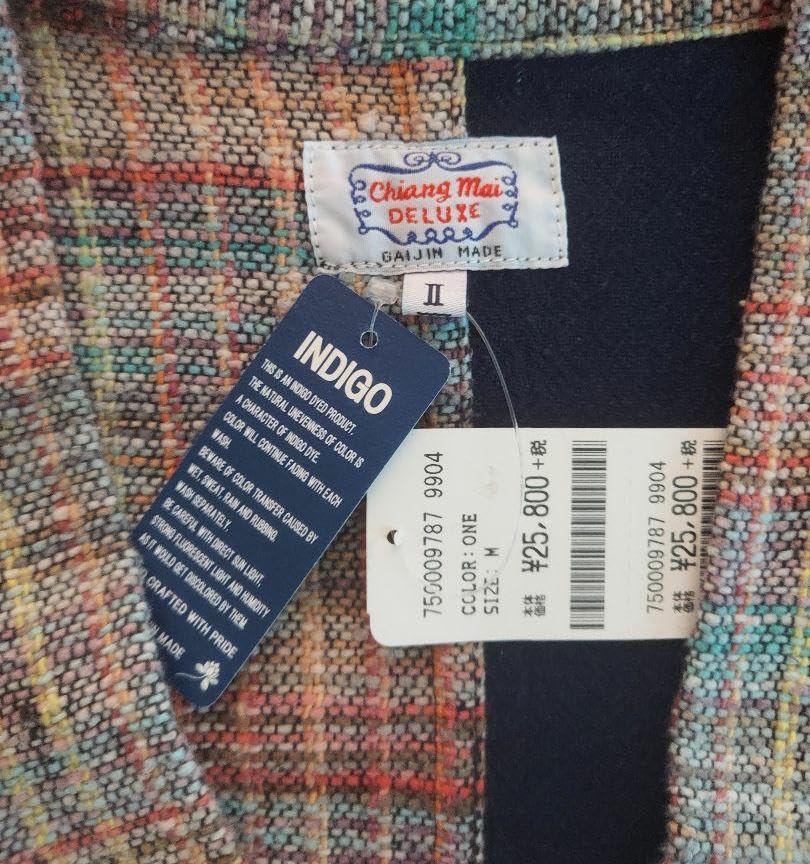 Chiang Mai
DELUXE
GAIJIN MADE
II
INDIGO
THIS IS AN INDIGO DYED PRODUCT.
THE NATURAL UNEVENNESS OF COLOR IS
A CHARACTER OF INDIGO DYE.
COLOR WILL CONTINUE FADING WITH EACH
WASH.
BEWARE OF COLOR TRANSFER CAUSED BY
WET, SWEAT, RAIN AND RUBBING.
WASH SEPARATELY.
BE CAREFUL WITH DIRECT SUN LIGHT,
STRONG FLUORESCENT LIGHT AND HUMIDITY
AS IT WOULD GET DISCOLORED BY THEM.
CRAFTED WITH PRIDE
MADE
750009787 9904
COLOR: ONE
SIZE: M
本体価格 ¥25,800+税
750009787 9904
本体価格 ¥25,800+税